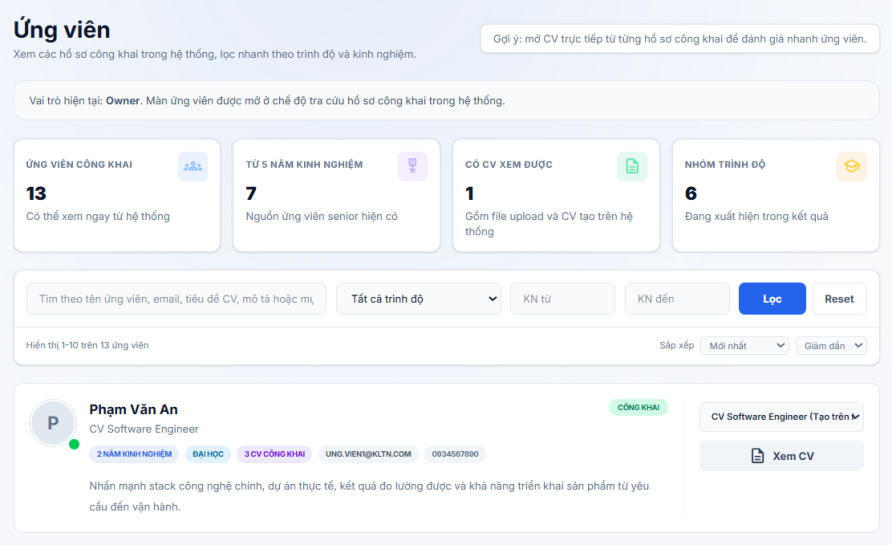 Ứng viên
Xem các hồ sơ công khai trong hệ thống, lọc nhanh theo trình độ và kinh nghiệm.
Gợi ý: mở CV trực tiếp từ từng hồ sơ công khai để đánh giá nhanh ứng viên.
Vai trò hiện tại: Owner. Màn ứng viên được mở ở chế độ tra cứu hồ sơ công khai trong hệ thống.
ỨNG VIÊN CÔNG KHAI
13
Có thể xem ngay từ hệ thống
TỪ 5 NĂM KINH NGHIỆM
7
Nguồn ứng viên senior hiện có
CÓ CV XEM ĐƯỢC
1
Gồm file upload và CV tạo trên hệ
thống
NHÓM TRÌNH ĐỘ
6
Đang xuất hiện trong kết quả
Tìm theo tên ứng viên, email, tiêu đề CV, mô tả hoặc mụ
Tất cả trình độ
KN từ
KN đến
Lọc
Reset
Hiển thị 1-10 trên 13 ứng viên
Sắp xếp
Mới nhất
Giảm dần
P
Phạm Văn An
CV Software Engineer
2 NĂM KINH NGHIỆM
ĐẠI HỌC
3 CV CÔNG KHAI
UNG.VIEN1@KLTN.COM
0934567890
Nhấn mạnh stack công nghệ chính, dự án thực tế, kết quả đo lường được và khả năng triển khai sản phẩm từ yêu
cầu đến vận hành.
CÔNG KHAI
CV Software Engineer (Tạo trên
Xem CV